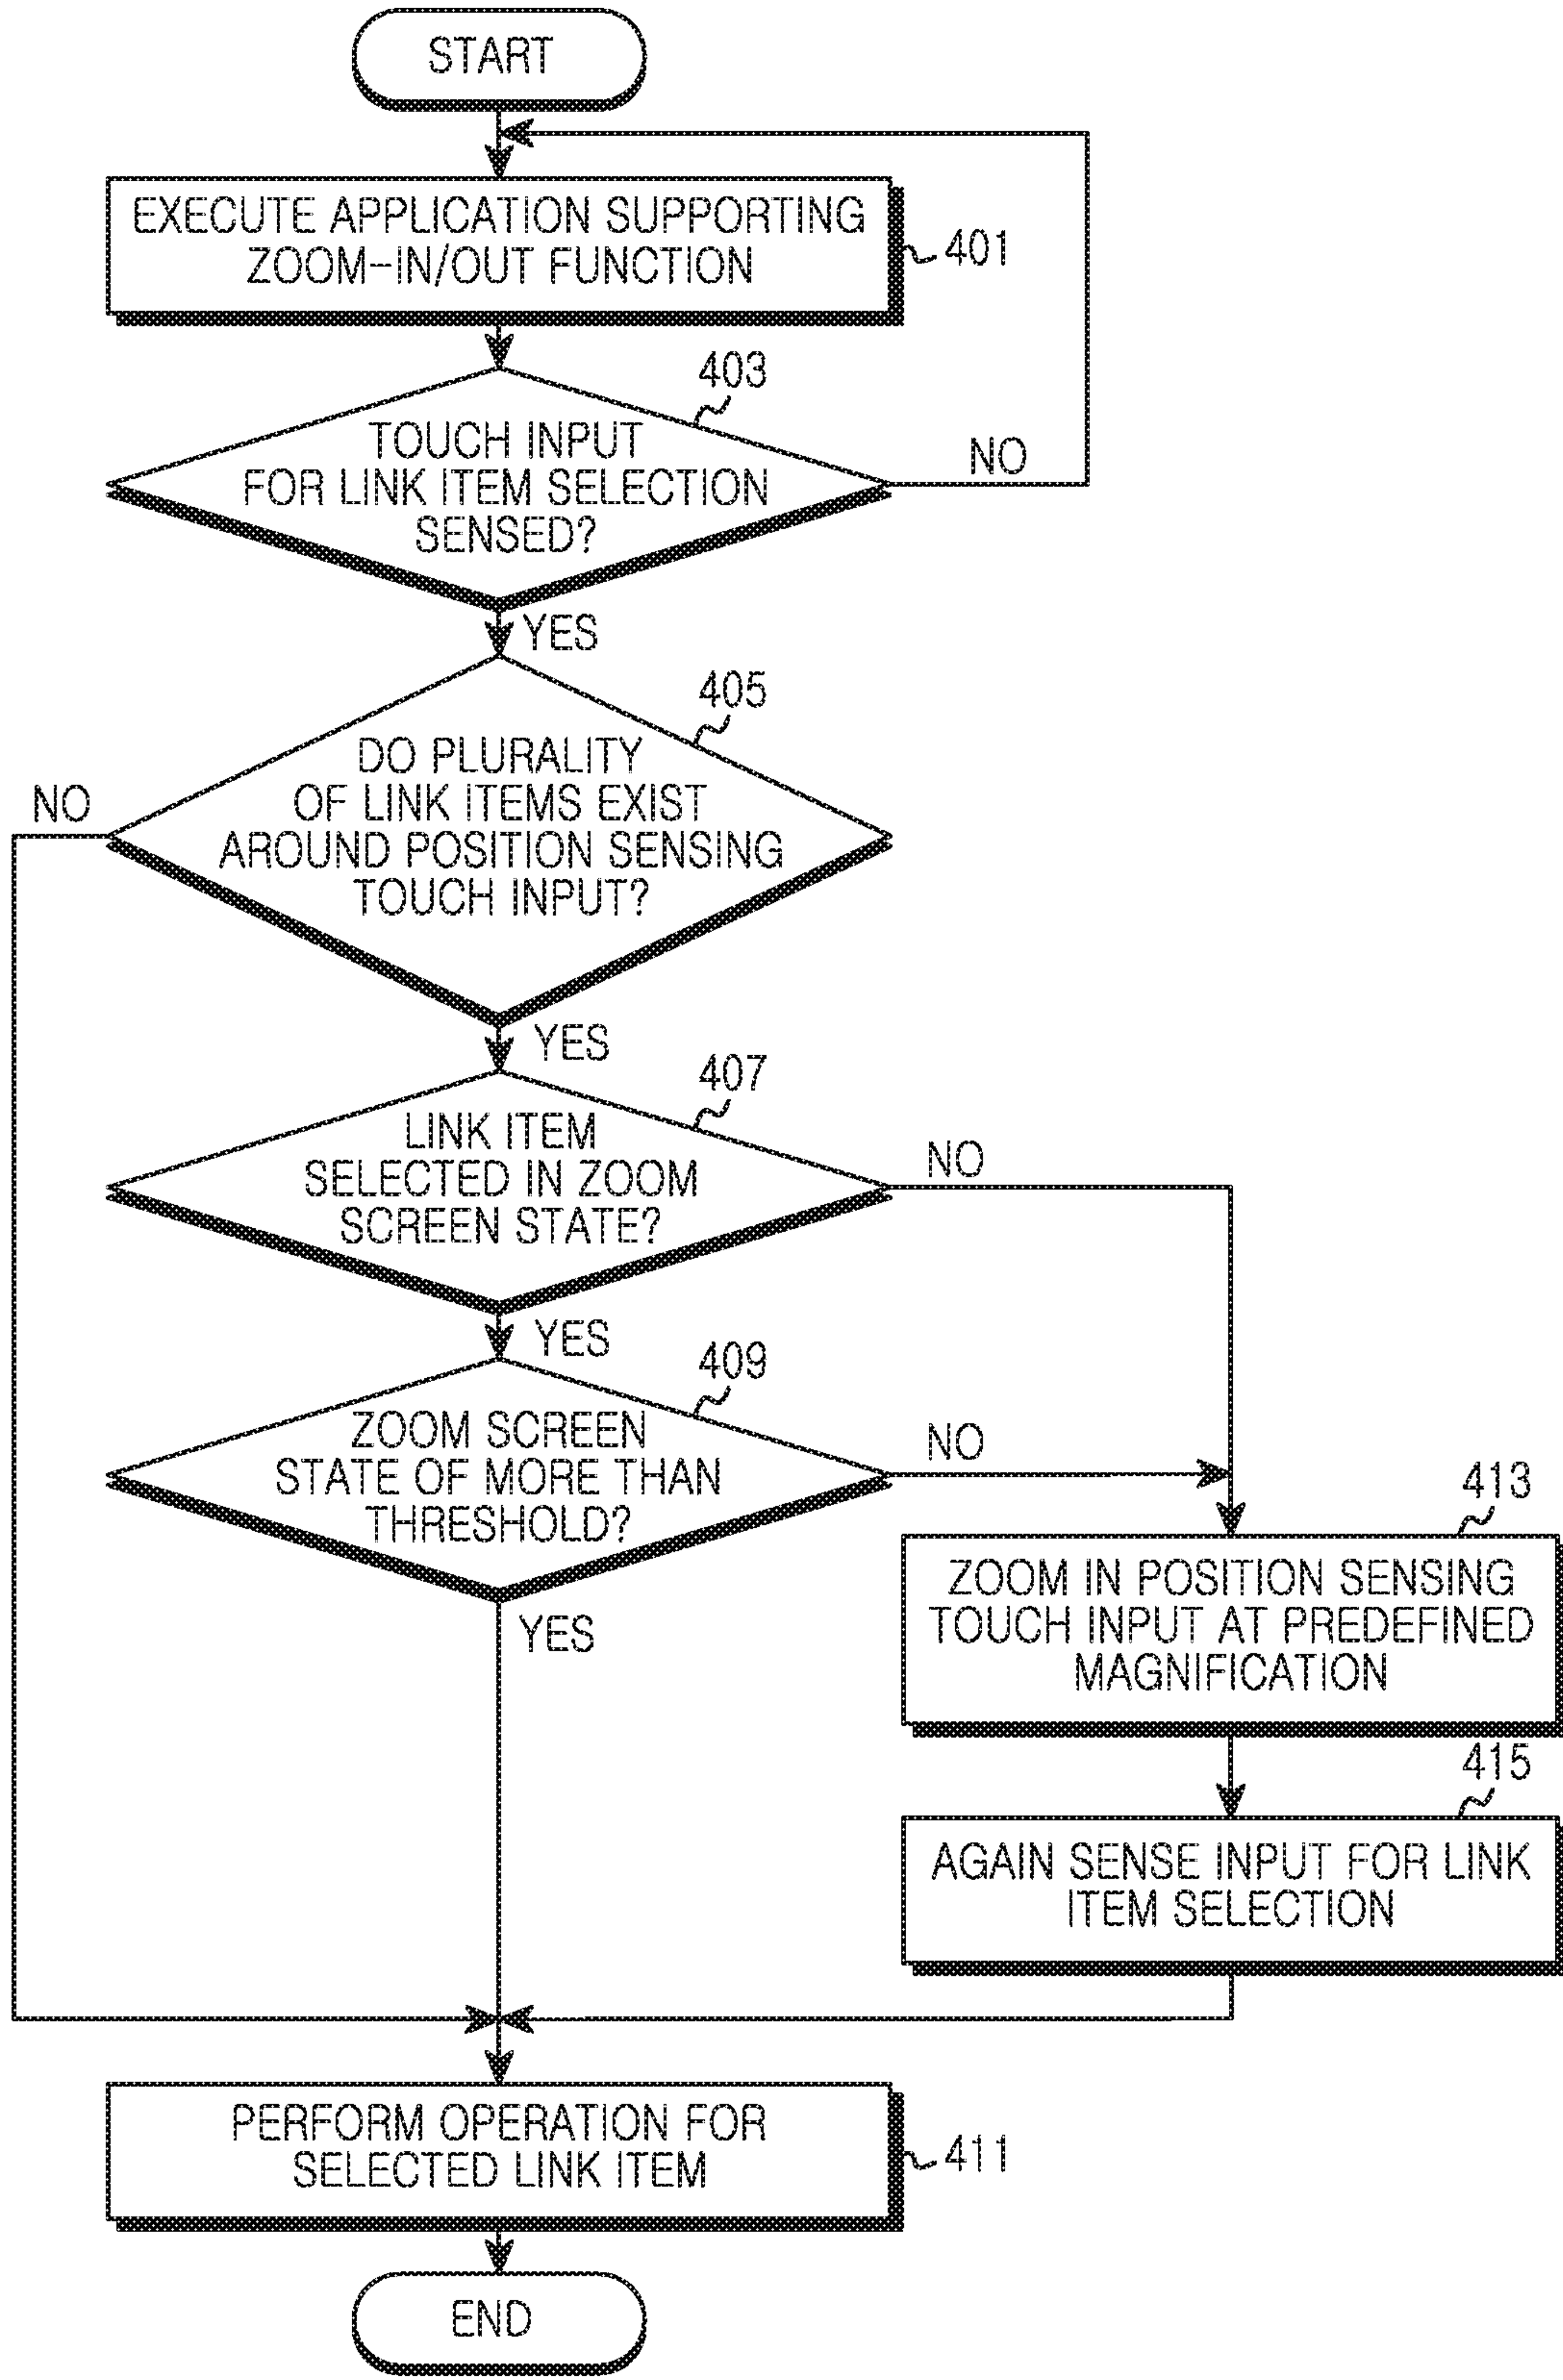 START
EXECUTE APPLICATION SUPPORTING
ZOOM-IN/OUT FUNCTION
401
403
TOUCH INPUT
FOR LINK ITEM SELECTION
SENSED?
NO
YES
405
DO PLURALITY
OF LINK ITEMS EXIST
AROUND POSITION SENSING
TOUCH INPUT?
NO
YES
407
LINK ITEM
SELECTED IN ZOOM
SCREEN STATE?
NO
YES
409
ZOOM SCREEN
STATE OF MORE THAN
THRESHOLD?
NO
YES
413
ZOOM IN POSITION SENSING
TOUCH INPUT AT PREDEFINED
MAGNIFICATION
415
AGAIN SENSE INPUT FOR LINK
ITEM SELECTION
PERFORM OPERATION FOR
SELECTED LINK ITEM
411
END